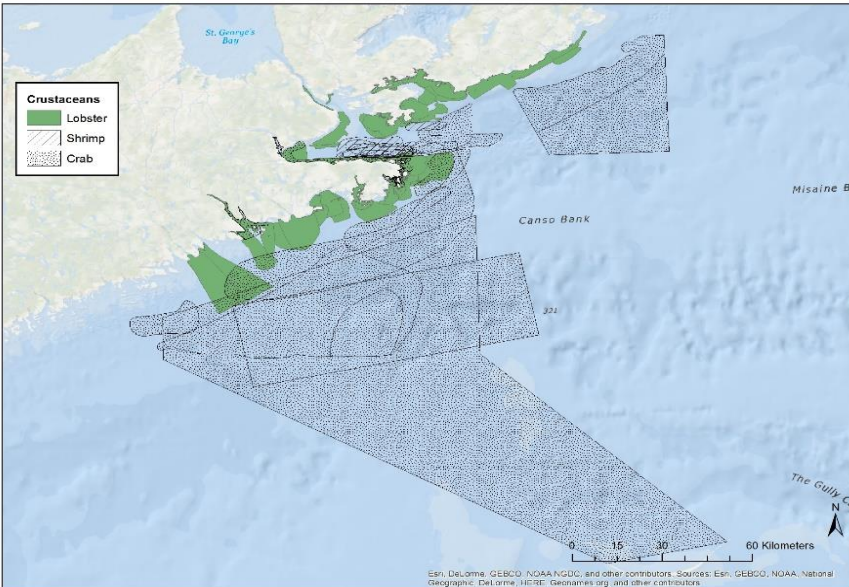 St. George's
Bay
Crustaceans
Lobster
Shrimp
Crab
Misaine B
Canso Bank
321
The Gully C
N
0 15 30 60 Kilometers
Esri, DeLorme, GEBCO, NOAA NGDC, and other contributors. Sources: Esri, GEBCO, NOAA, National
Geographic, DeLorme, HERE, Geonames.org, and other contributors